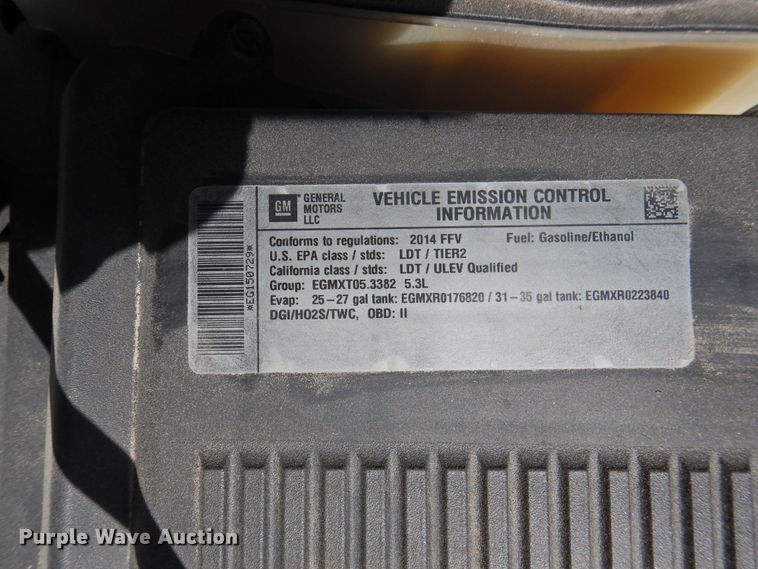 GM
GENERAL MOTORS LLC
VEHICLE EMISSION CONTROL
INFORMATION
Conforms to regulations: 2014 FFV Fuel: Gasoline/Ethanol
U.S. EPA class / stds: LDT / TIER2
California class / stds: LDT / ULEV Qualified
Group: EGMXT05.3382 5.3L
Evap: 25-27 gal tank: EGMXR0176820 / 31-35 gal tank: EGMXR0223840
DGI/HO2S/TWC, OBD: II
*EG150729*
Purple Wave Auction